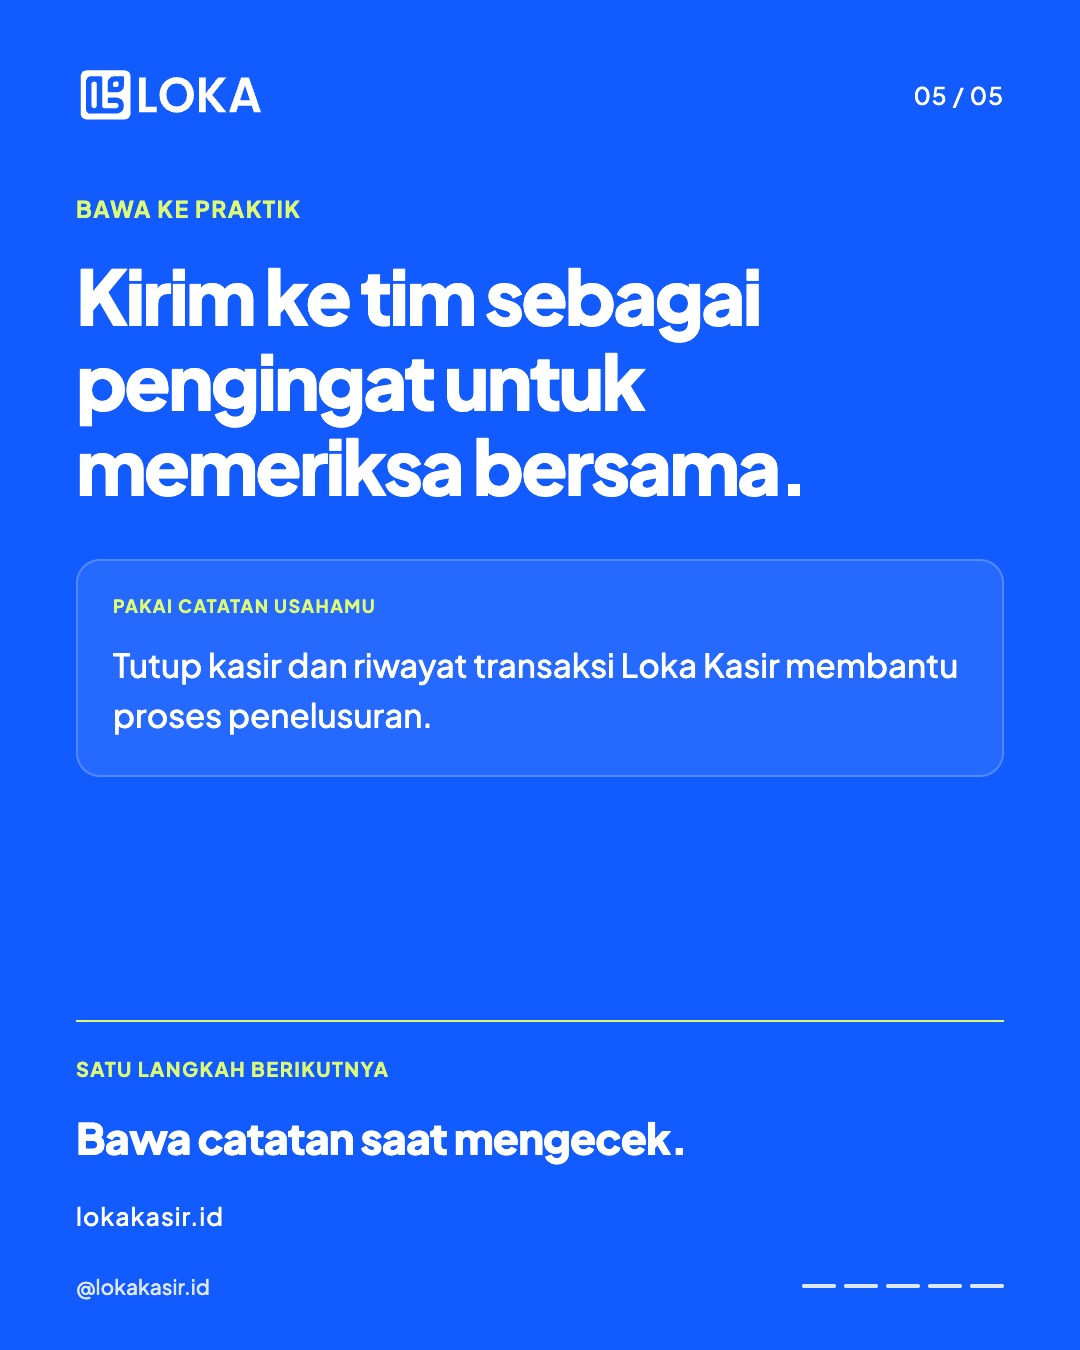 LOKA
05 / 05
BAWA KE PRAKTIK
Kirim ke tim sebagai
pengingat untuk
memeriksa bersama.
PAKAI CATATAN USAHAMU
Tutup kasir dan riwayat transaksi Loka Kasir membantu
proses penelusuran.
SATU LANGKAH BERIKUTNYA
Bawa catatan saat mengecek.
lokakasir.id
@lokakasir.id